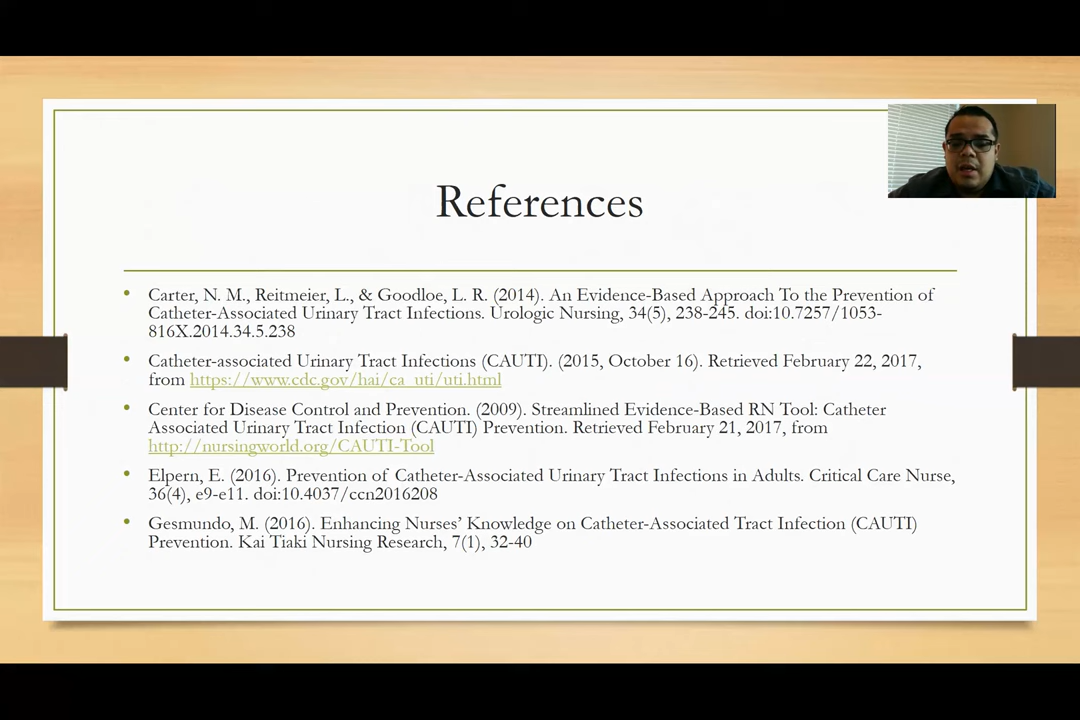 References
• Carter, N. M., Reitmeier, L., & Goodloe, L. R. (2014). An Evidence-Based Approach To the Prevention of
Catheter-Associated Urinary Tract Infections. Urologic Nursing, 34(5), 238-245. doi:10.7257/1053-
816X.2014.34.5.238
• Catheter-associated Urinary Tract Infections (CAUTI). (2015, October 16). Retrieved February 22, 2017,
from https://www.cdc.gov/hai/ca_uti/uti.html
• Center for Disease Control and Prevention. (2009). Streamlined Evidence-Based RN Tool: Catheter
Associated Urinary Tract Infection (CAUTI) Prevention. Retrieved February 21, 2017, from
http://nursingworld.org/CAUTI-Tool
• Elpern, E. (2016). Prevention of Catheter-Associated Urinary Tract Infections in Adults. Critical Care Nurse,
36(4), e9-e11. doi:10.4037/ccn2016208
• Gesmundo, M. (2016). Enhancing Nurses’ Knowledge on Catheter-Associated Tract Infection (CAUTI)
Prevention. Kai Tiaki Nursing Research, 7(1), 32-40